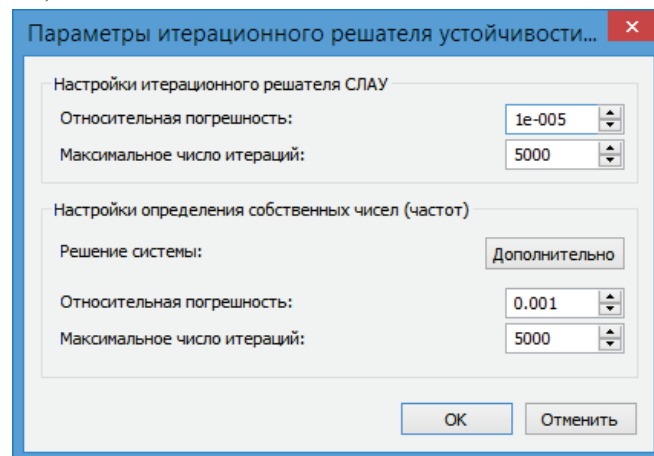 Параметры итерационного решателя устойчивости...
Настройки итерационного решателя СЛАУ
Относительная погрешность: 1e-005
Максимальное число итераций: 5000
Настройки определения собственных чисел (частот)
Решение системы: Дополнительно
Относительная погрешность: 0.001
Максимальное число итераций: 5000
ОК Отменить